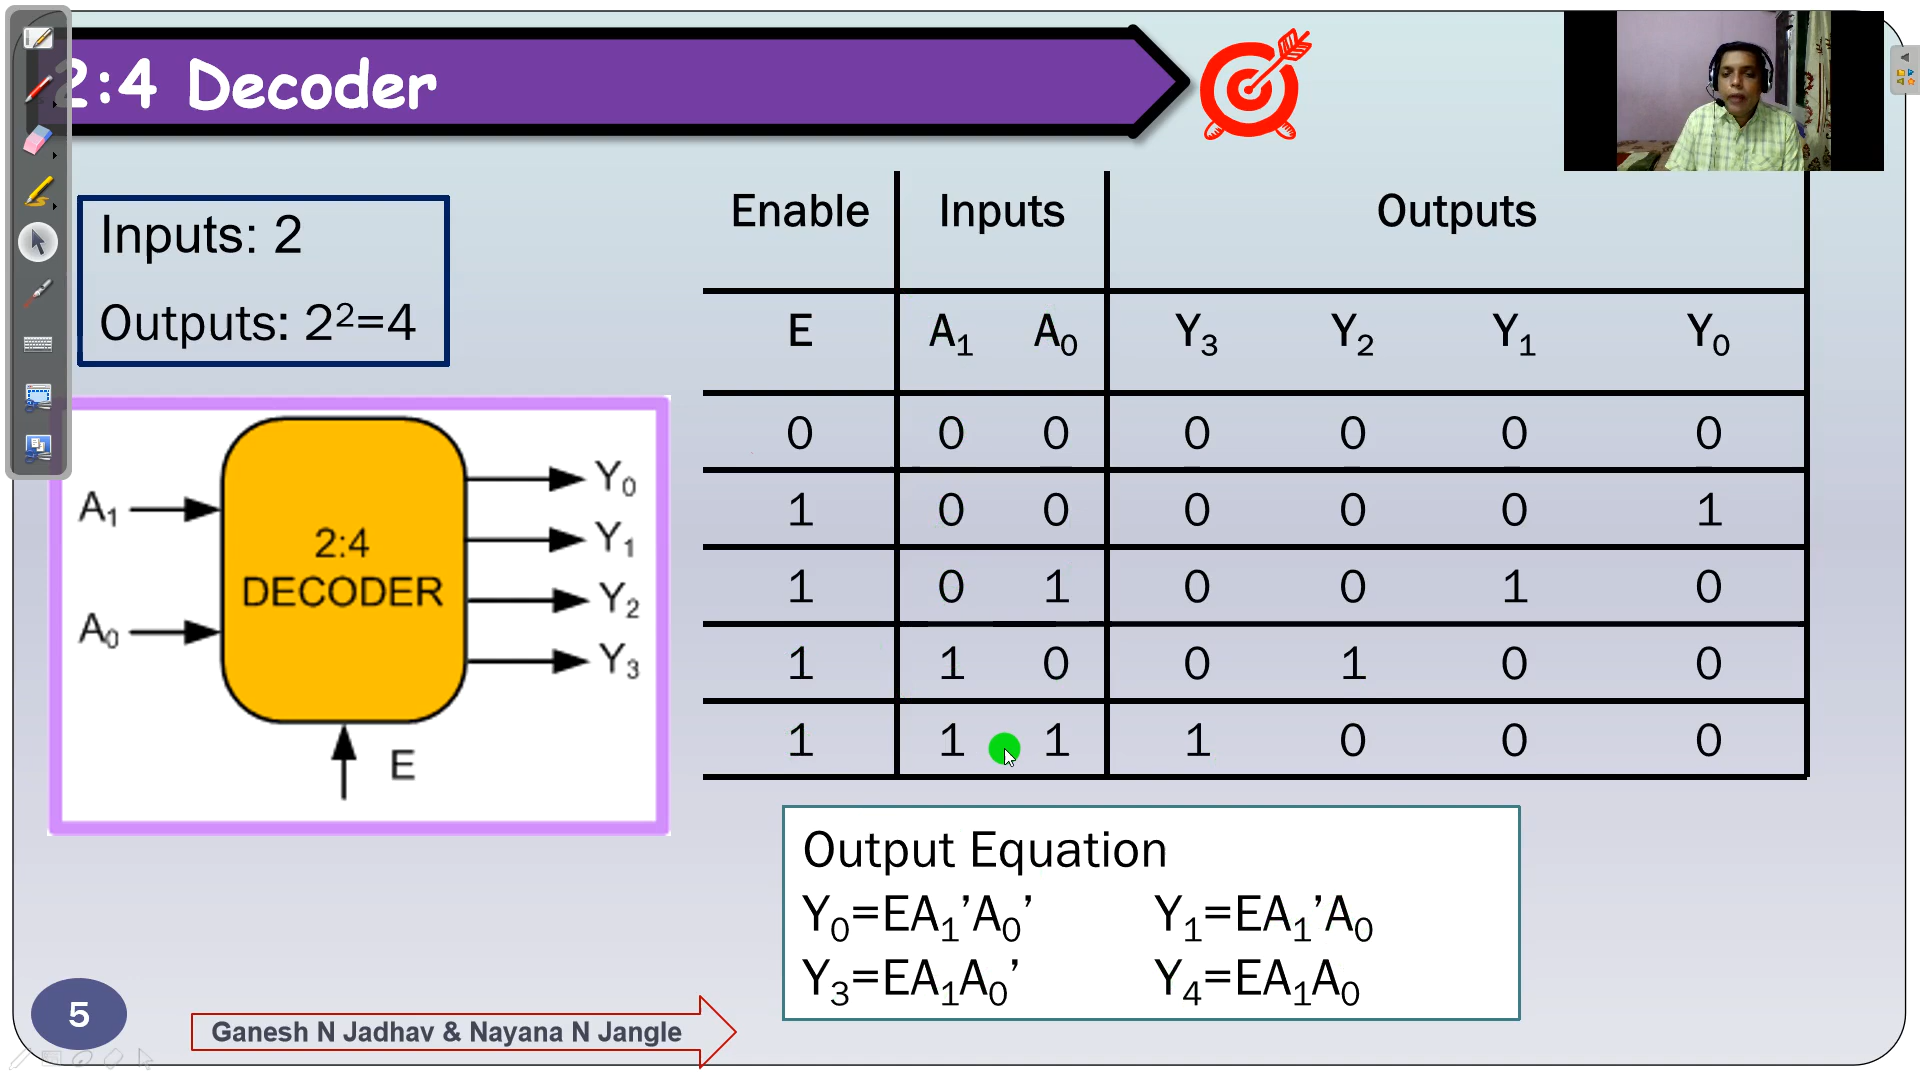 2:4 Decoder
Inputs: 2
Outputs: 2²=4
A₁
A₀
2:4
DECODER
Y₀
Y₁
Y₂
Y₃
E
Enable Inputs Outputs
E A₁ A₀ Y₃ Y₂ Y₁ Y₀
0 0 0 0 0 0 0
1 0 0 0 0 0 1
1 0 1 0 0 1 0
1 1 0 0 1 0 0
1 1 1 1 0 0 0
Output Equation
Y₀=EA₁’A₀’ Y₁=EA₁’A₀
Y₃=EA₁A₀’ Y₄=EA₁A₀
5
Ganesh N Jadhav & Nayana N Jangle